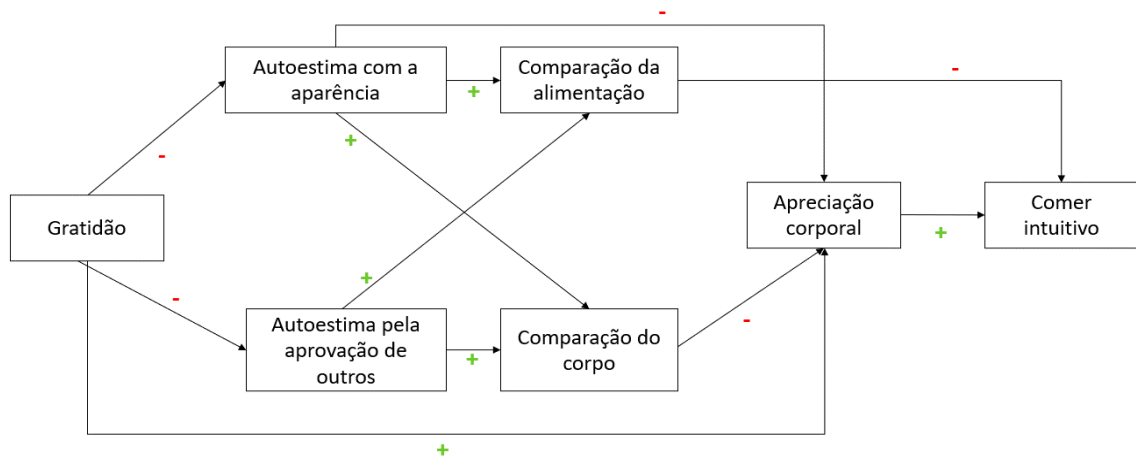 -
Autoestima com a
aparência
+
Comparação da
alimentação
-
+
-
Gratidão
Apreciação
corporal
+
Comer
intuitivo
-
+
Autoestima pela
aprovação de
outros
+
Comparação do
corpo
-
+